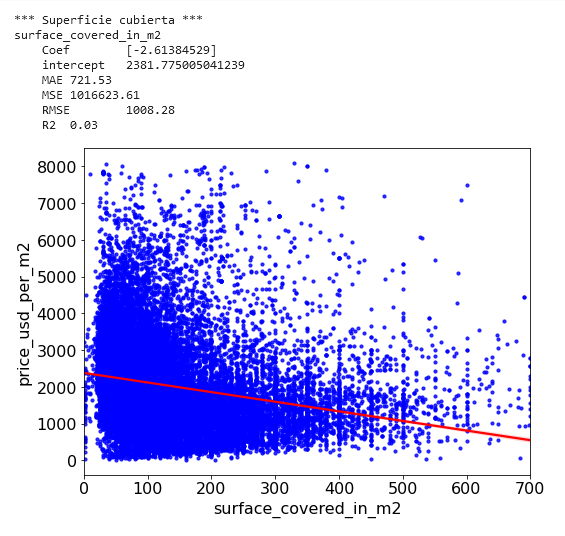 *** Superficie cubierta ***
surface_covered_in_m2
Coef [-2.61384529]
intercept 2381.775005041239
MAE 721.53
MSE 1016623.61
RMSE 1008.28
R2 0.03
8000
7000
6000
5000
4000
3000
2000
1000
0
price_usd_per_m2
0 100 200 300 400 500 600 700
surface_covered_in_m2